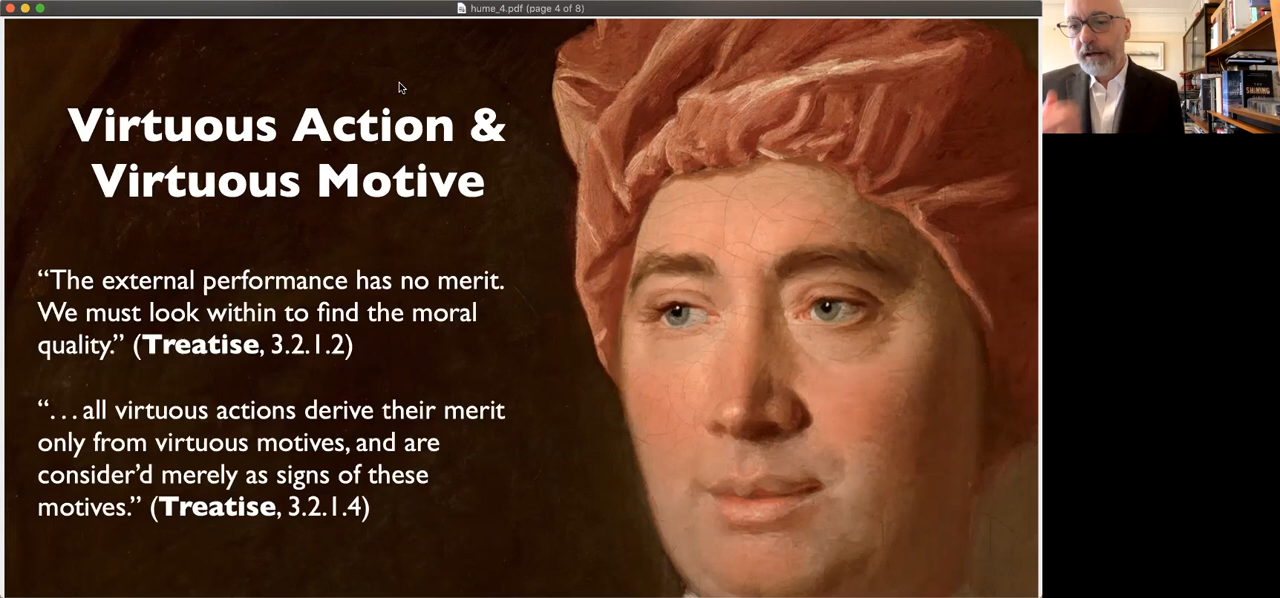 hume_4.pdf (page 4 of 8)
Virtuous Action &
Virtuous Motive
“The external performance has no merit.
We must look within to find the moral
quality.” (Treatise, 3.2.1.2)
“. . . all virtuous actions derive their merit
only from virtuous motives, and are
consider’d merely as signs of these
motives.” (Treatise, 3.2.1.4)
THE
SHINING